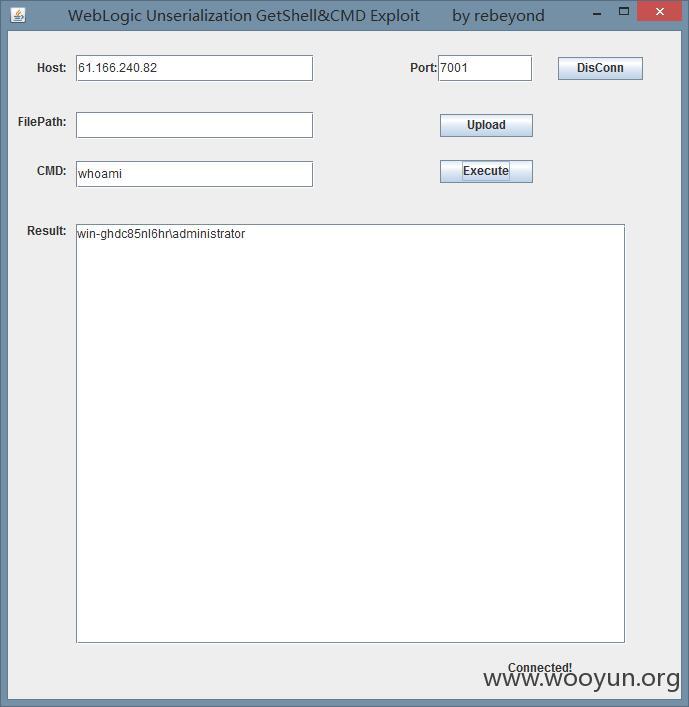 WebLogic Unserialization GetShell&CMD Exploit by rebeyond
Host: 61.166.240.82 Port: 7001 DisConn
FilePath: Upload
CMD: whoami Execute
Result: win-ghdc85nl6hr\administrator
Connected!
www.wooyun.org